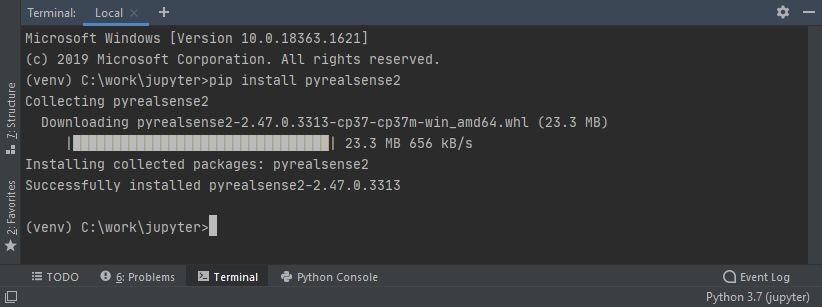 Terminal: Local × +
Microsoft Windows [Version 10.0.18363.1621]
(c) 2019 Microsoft Corporation. All rights reserved.
(venv) C:\work\jupyter>pip install pyrealsense2
Collecting pyrealsense2
  Downloading pyrealsense2-2.47.0.3313-cp37-cp37m-win_amd64.whl (23.3 MB)
     |████████████████████████████████| 23.3 MB 656 kB/s
Installing collected packages: pyrealsense2
Successfully installed pyrealsense2-2.47.0.3313
(venv) C:\work\jupyter>
7: Structure
2: Favorites
TODO 6: Problems Terminal Python Console Event Log
Python 3.7 (jupyter)